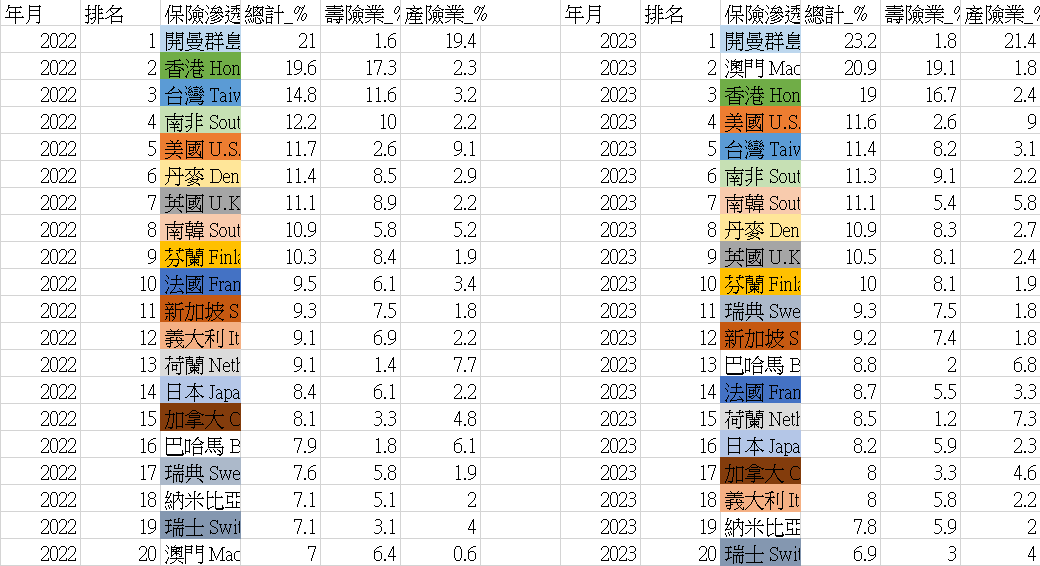 年月 排名 保險滲透 總計_% 壽險業_% 產險業_% 年月 排名 保險滲透 總計_% 壽險業_% 產險業_%
2022 1 開曼群島 21 1.6 19.4 2023 1 開曼群島 23.2 1.8 21.4
2022 2 香港 Hon 19.6 17.3 2.3 2023 2 澳門 Mac 20.9 19.1 1.8
2022 3 台灣 Taiv 14.8 11.6 3.2 2023 3 香港 Hon 19 16.7 2.4
2022 4 南非 Sout 12.2 10 2.2 2023 4 美國 U.S. 11.6 2.6 9
2022 5 美國 U.S. 11.7 2.6 9.1 2023 5 台灣 Taiv 11.4 8.2 3.1
2022 6 丹麥 Den 11.4 8.5 2.9 2023 6 南非 Sout 11.3 9.1 2.2
2022 7 英國 U.K 11.1 8.9 2.2 2023 7 南韓 Sout 11.1 5.4 5.8
2022 8 南韓 Sout 10.9 5.8 5.2 2023 8 丹麥 Den 10.9 8.3 2.7
2022 9 芬蘭 Finla 10.3 8.4 1.9 2023 9 英國 U.K 10.5 8.1 2.4
2022 10 法國 Fran 9.5 6.1 3.4 2023 10 芬蘭 Finla 10 8.1 1.9
2022 11 新加坡 S 9.3 7.5 1.8 2023 11 瑞典 Swe 9.3 7.5 1.8
2022 12 義大利 It 9.1 6.9 2.2 2023 12 新加坡 S 9.2 7.4 1.8
2022 13 荷蘭 Neth 9.1 1.4 7.7 2023 13 巴哈馬 B 8.8 2 6.8
2022 14 日本 Japa 8.4 6.1 2.2 2023 14 法國 Fran 8.7 5.5 3.3
2022 15 加拿大 C 8.1 3.3 4.8 2023 15 荷蘭 Neth 8.5 1.2 7.3
2022 16 巴哈馬 B 7.9 1.8 6.1 2023 16 日本 Japa 8.2 5.9 2.3
2022 17 瑞典 Swe 7.6 5.8 1.9 2023 17 加拿大 C 8 3.3 4.6
2022 18 納米比亞 7.1 5.1 2 2023 18 義大利 It 8 5.8 2.2
2022 19 瑞士 Swit 7.1 3.1 4 2023 19 納米比亞 7.8 5.9 2
2022 20 澳門 Mac 7 6.4 0.6 2023 20 瑞士 Swit 6.9 3 4